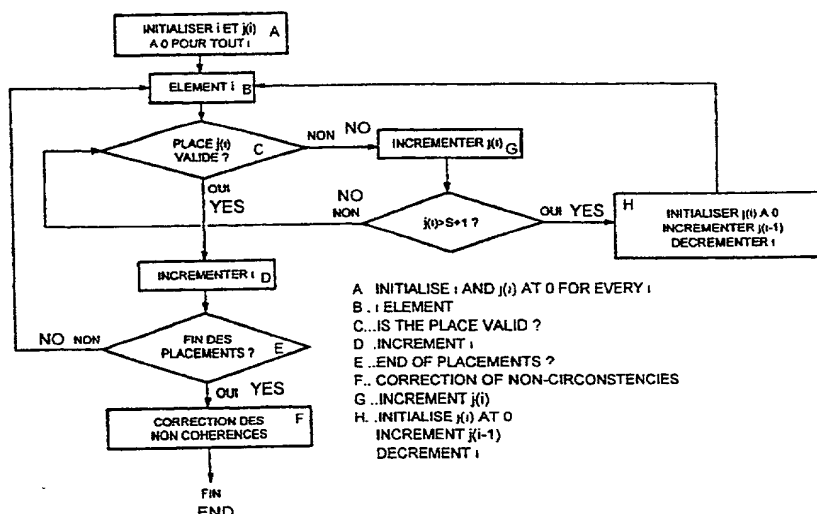 INITIALISER i ET j(i)
A 0 POUR TOUT i
A
ELEMENT i
B
PLACE j(i)
VALIDE ?
C
NON NO
INCREMENTER j(i)
G
OUI
YES
NO
NON
j(i)>S+1 ?
OUI YES
H
INITIALISER j(i) A 0
INCREMENTER j(i-1)
DECREMENTER i
INCREMENTER i
D
NO NON
FIN DES
PLACEMENTS ?
E
OUI YES
CORRECTION DES
NON COHERENCES
F
FIN
END
A INITIALISE i AND j(i) AT 0 FOR EVERY i
B .. i ELEMENT
C...IS THE PLACE VALID ?
D .INCREMENT i
E ..END OF PLACEMENTS ?
F.. CORRECTION OF NON-CIRCONSTENCIES
G ..INCREMENT j(i)
H. .INITIALISE j(i) AT 0
INCREMENT j(i-1)
DECREMENT i